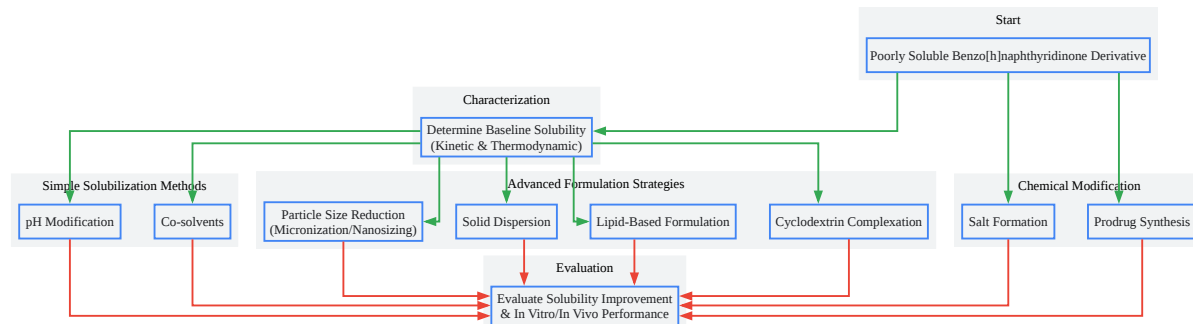 Start
Poorly Soluble Benzo[h]naphthyridinone Derivative
Characterization
Determine Baseline Solubility
(Kinetic & Thermodynamic)
Simple Solubilization Methods
pH Modification
Co-solvents
Advanced Formulation Strategies
Particle Size Reduction
(Micronization/Nanosizing)
Solid Dispersion
Lipid-Based Formulation
Cyclodextrin Complexation
Chemical Modification
Salt Formation
Prodrug Synthesis
Evaluation
Evaluate Solubility Improvement
& In Vitro/In Vivo Performance